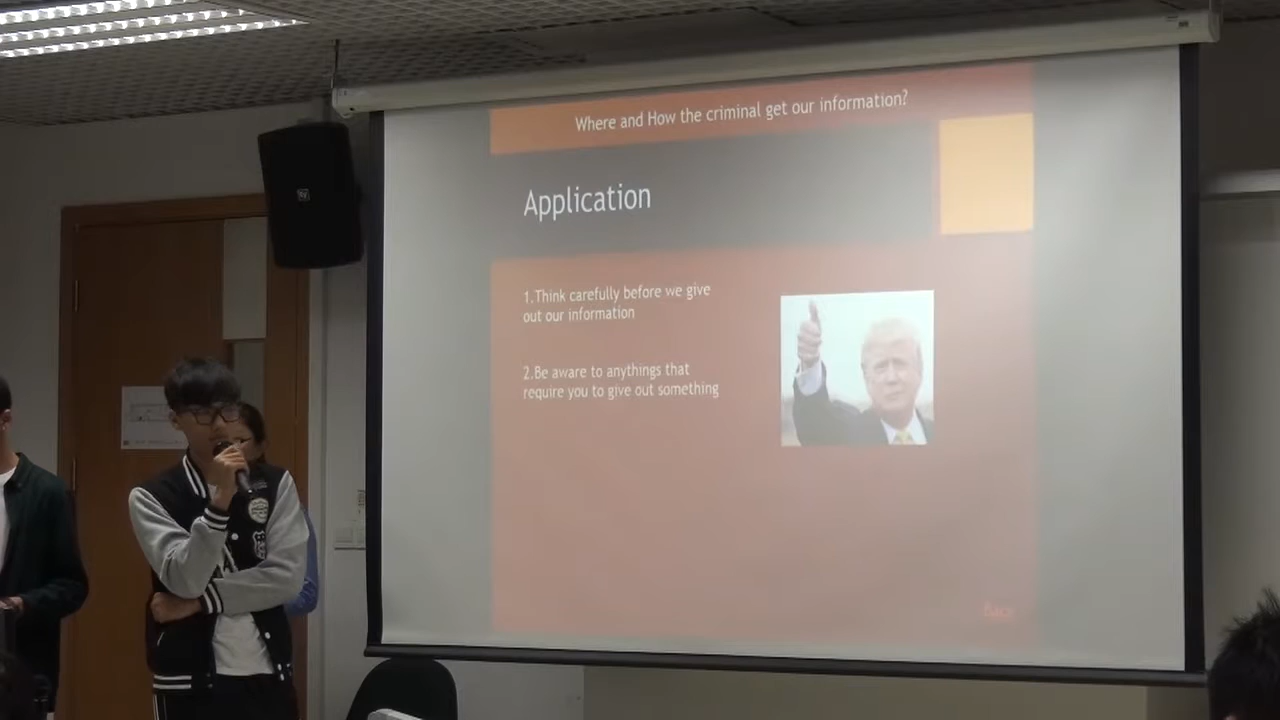 Where and How the criminal get our information?
Application
1.Think carefully before we give
out our information
2.Be aware to anythings that
require you to give out something
Back